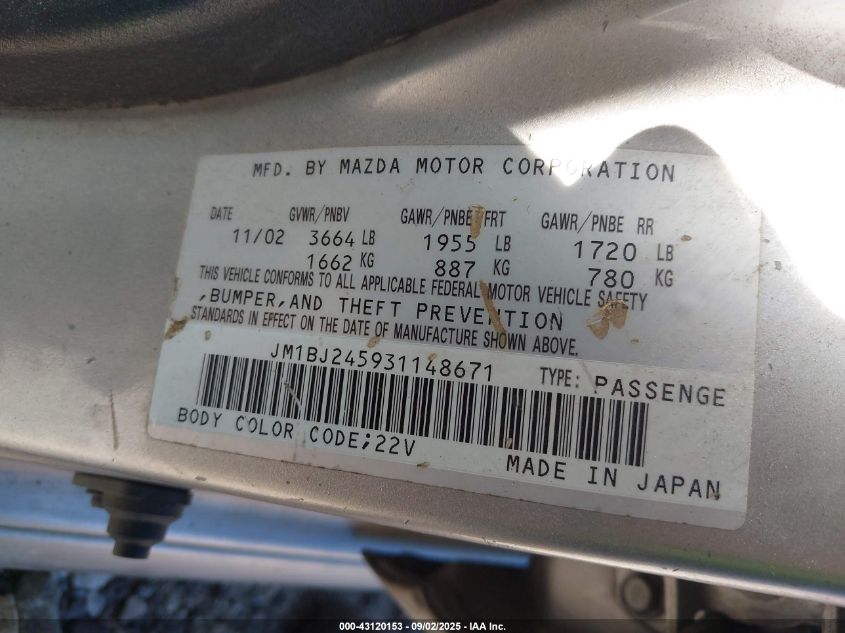 MFD. BY MAZDA MOTOR CORPORATION
DATE GVWR/PNBV GAWR/PNBE FRT GAWR/PNBE RR
11/02 3664 LB 1955 LB 1720 LB
1662 KG 887 KG 780 KG
THIS VEHICLE CONFORMS TO ALL APPLICABLE FEDERAL MOTOR VEHICLE SAFETY
,BUMPER,AND THEFT PREVENTION
STANDARDS IN EFFECT ON THE DATE OF MANUFACTURE SHOWN ABOVE.
JM1BJ245931148671 TYPE: PASSENGE
BODY COLOR CODE;22V
MADE IN JAPAN
000-43120153 - 09/02/2025 - IAA Inc.